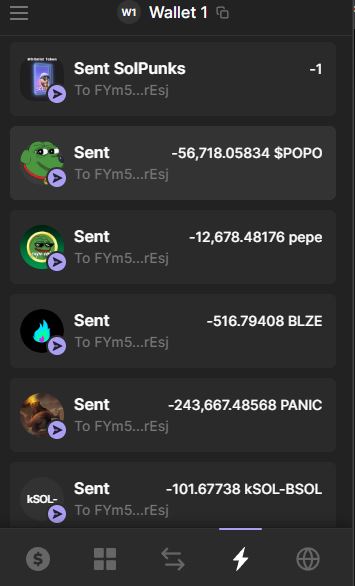 W1 Wallet 1
Sent SolPunks -1
To FYm5...rEsj
Sent -56,718.05834 $POPO
To FYm5...rEsj
Sent -12,678.48176 pepe
To FYm5...rEsj
Sent -516.79408 BLZE
To FYm5...rEsj
Sent -243,667.48568 PANIC
To FYm5...rEsj
kSOL-
Sent -101.67738 kSOL-BSOL
To FYm5...rEsj